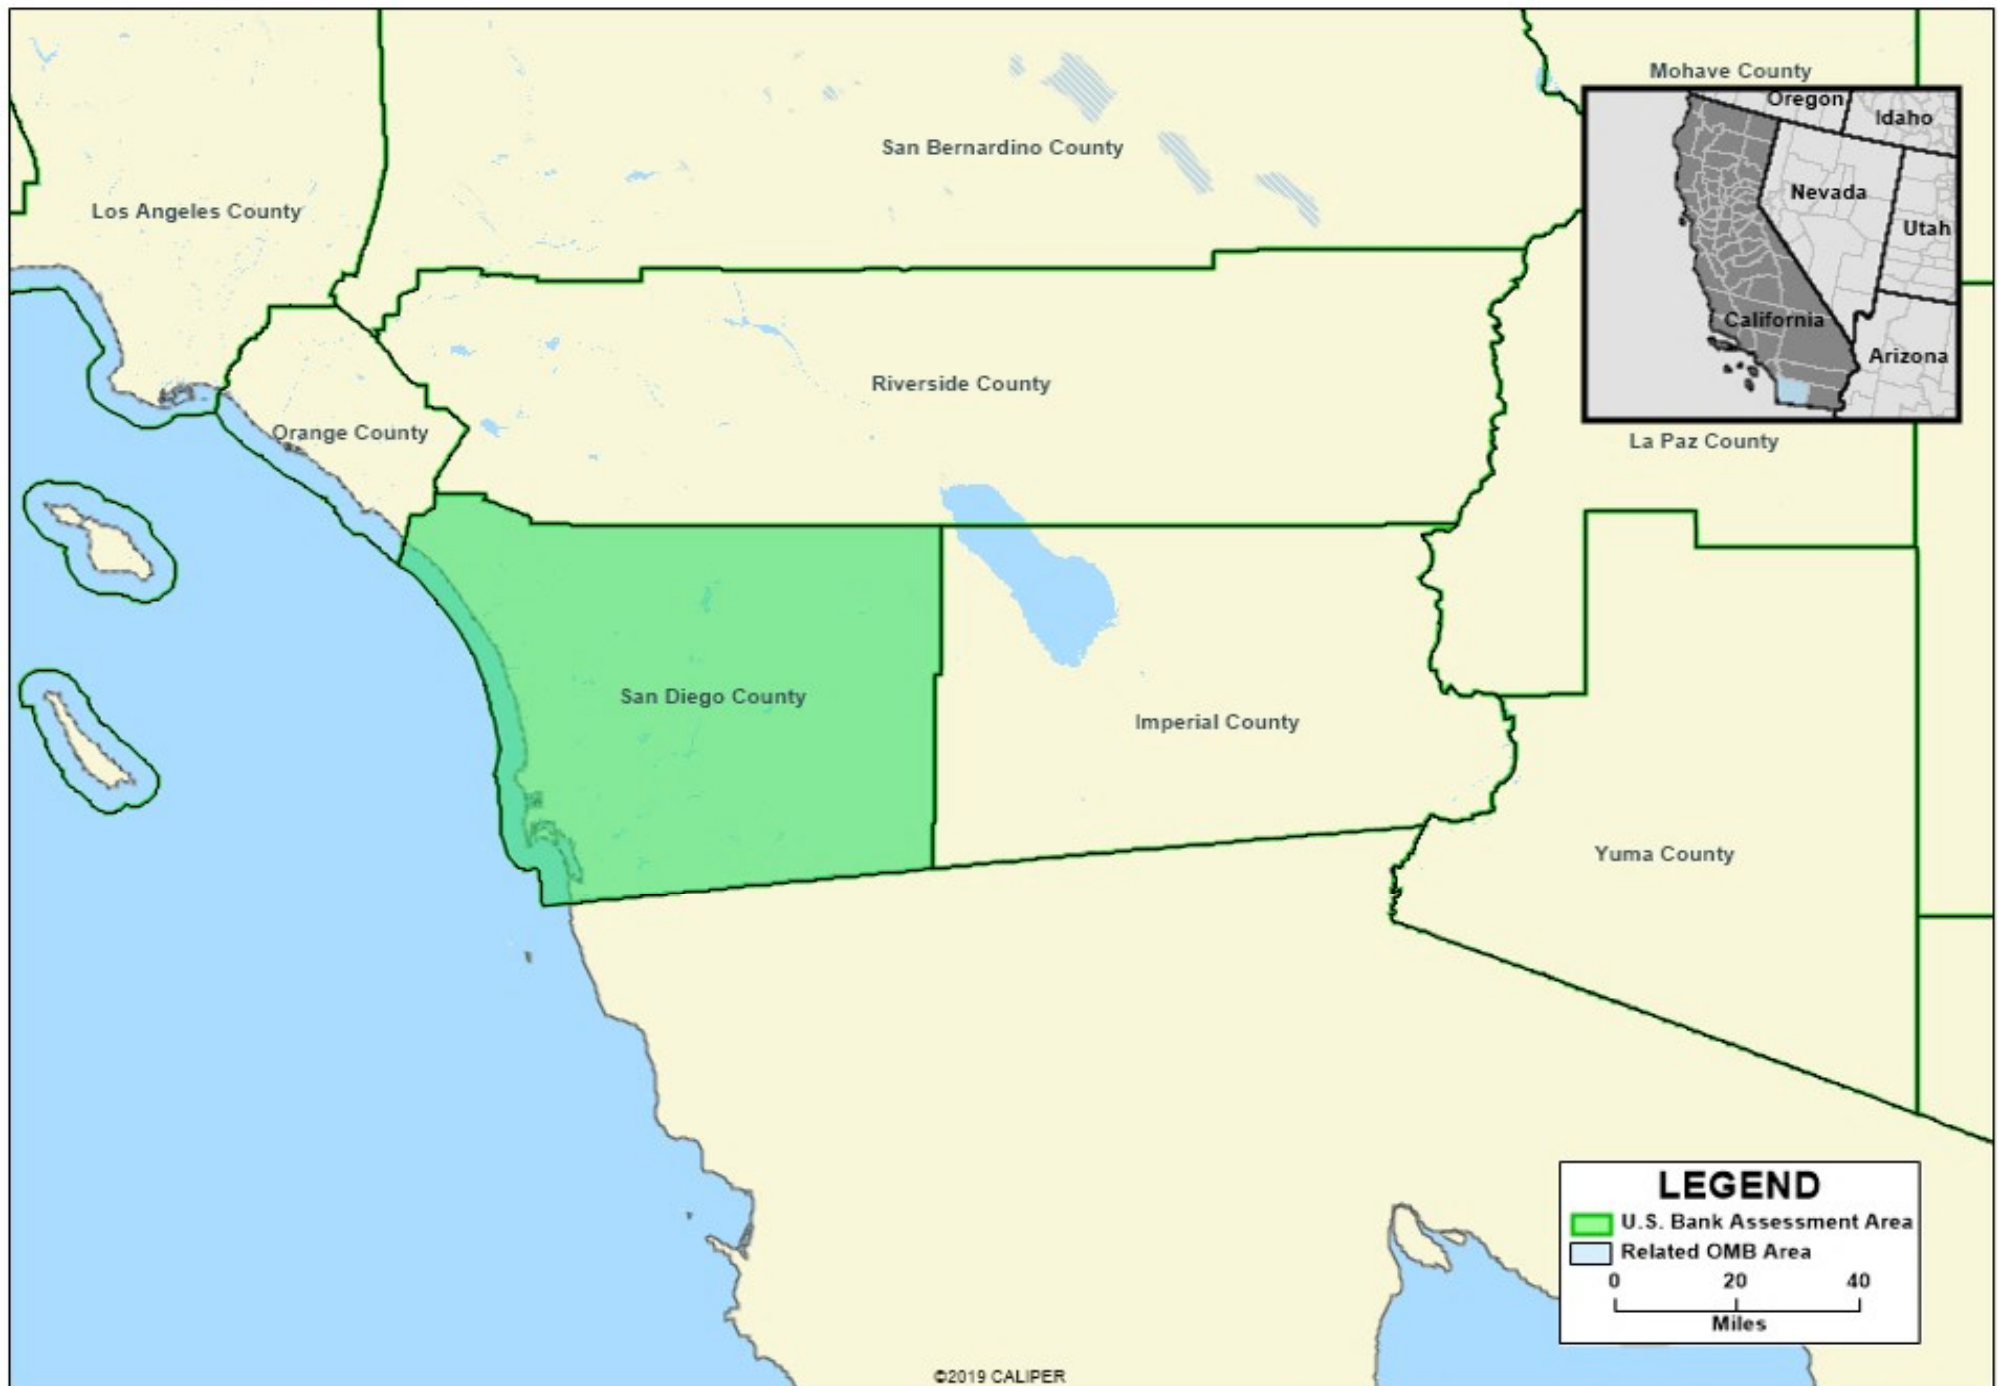 Mohave County
Oregon
Idaho
San Bernardino County
Nevada
Los Angeles County
Utah
California
Arizona
Riverside County
Orange County
La Paz County
San Diego County
Imperial County
Yuma County
LEGEND
U.S. Bank Assessment Area
Related OMB Area
0 20 40
Miles
©2019 CALIPER